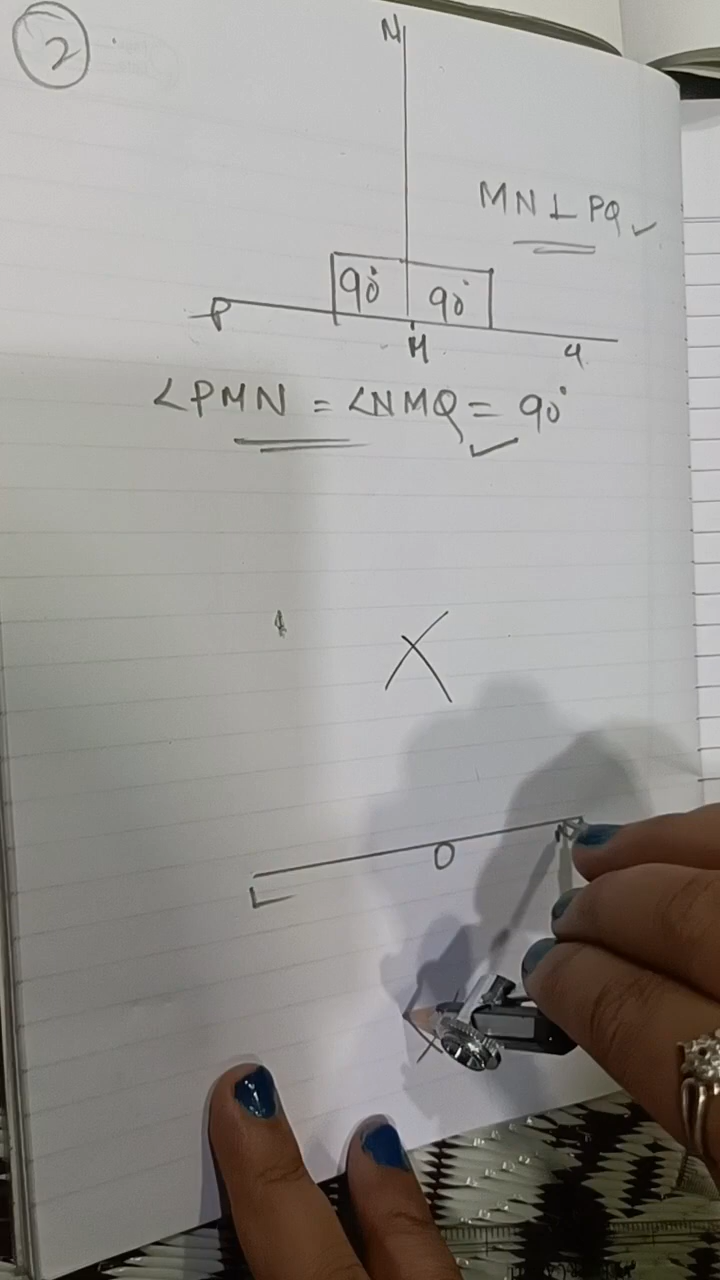 2
N
MN ⊥ PQ
90° 90°
P
M
Q
∠PMN = ∠NMQ = 90°
O
L